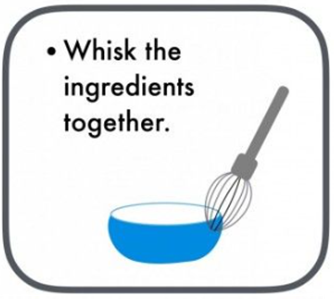 • Whisk the
ingredients
together.